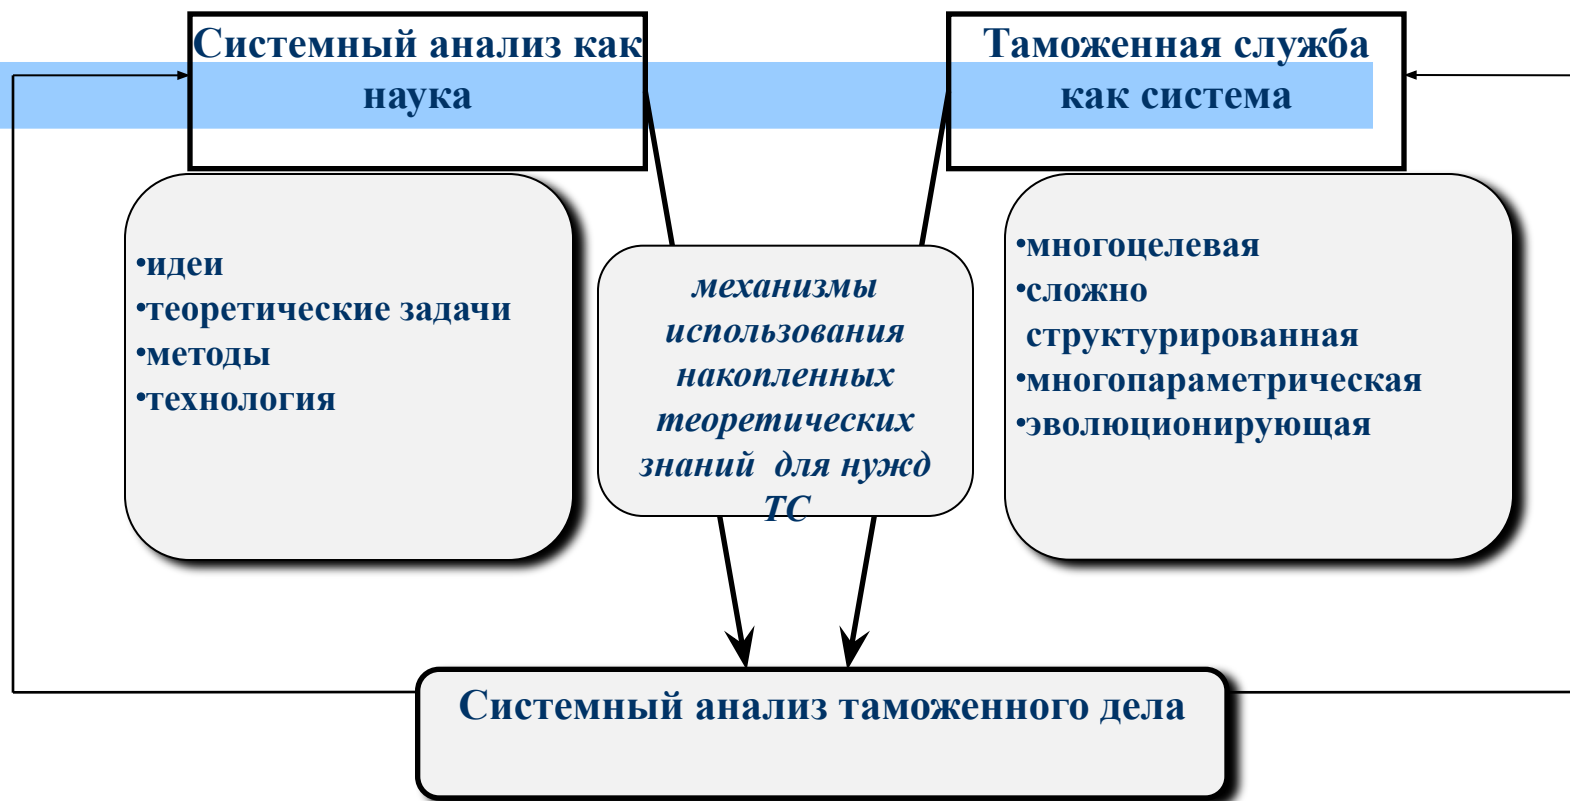 Системный анализ как
наука
Таможенная служба
как система
•идеи
•теоретические задачи
•методы
•технология
механизмы
использования
накопленных
теоретических
знаний для нужд
ТС
•многоцелевая
•сложно
структурированная
•многопараметрическая
•эволюционирующая
Системный анализ таможенного дела